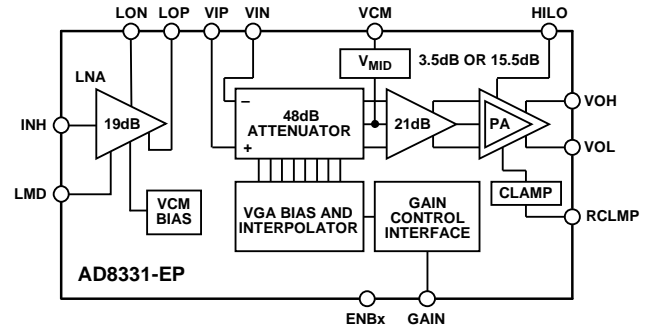 LON LOP VIP VIN VCM HILO
LNA
VMID
3.5dB OR 15.5dB
INH
19dB
–
+
48dB
ATTENUATOR
21dB
PA
VOH
VOL
LMD
VCM
BIAS
VGA BIAS AND
INTERPOLATOR
GAIN
CONTROL
INTERFACE
CLAMP
RCLMP
AD8331-EP
ENBx GAIN